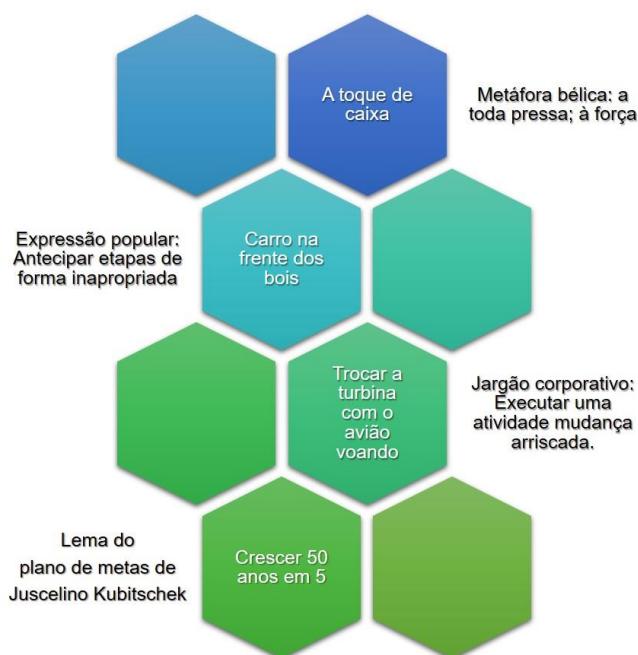 A toque de
caixa
Metáfora bélica: a
toda pressa; à força
Expressão popular:
Antecipar etapas de
forma inapropriada
Carro na
frente dos
bois
Trocar a
turbina
com o
avião
voando
Jargão corporativo:
Executar uma
atividade mudança
arriscada.
Lema do
plano de metas de
Juscelino Kubitschek
Crescer 50
anos em 5